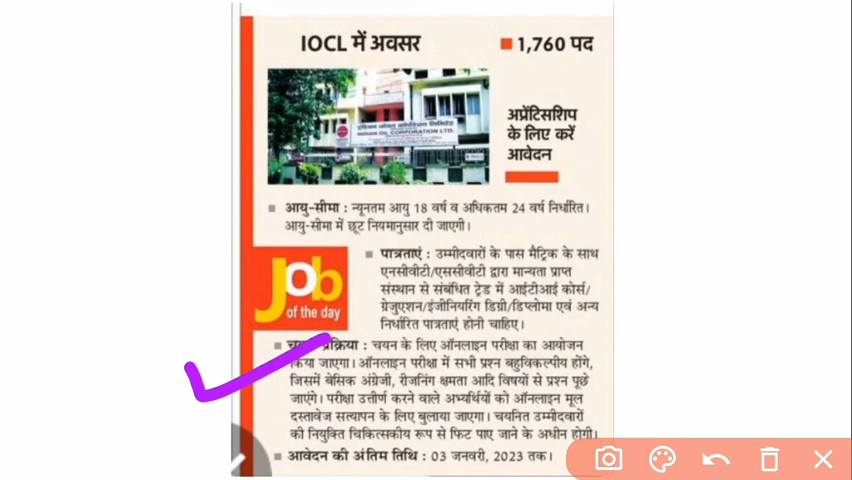 IOCL में अवसर
1,760 पद
इंडियन ऑयल कॉर्पोरेशन लिमिटेड
INDIAN OIL CORPORATION LTD.
अप्रेंटिसशिप
के लिए करें
आवेदन
आयु-सीमा : न्यूनतम आयु 18 वर्ष व अधिकतम 24 वर्ष निर्धारित।
आयु-सीमा में छूट नियमानुसार दी जाएगी।
Job
of the day
पात्रताएं : उम्मीदवारों के पास मैट्रिक के साथ
एनसीवीटी/एससीवीटी द्वारा मान्यता प्राप्त
संस्थान से संबंधित ट्रेड में आईटीआई कोर्स/
ग्रेजुएशन/इंजीनियरिंग डिग्री/डिप्लोमा एवं अन्य
निर्धारित पात्रताएं होनी चाहिए।
चयन प्रक्रिया : चयन के लिए ऑनलाइन परीक्षा का आयोजन
किया जाएगा। ऑनलाइन परीक्षा में सभी प्रश्न बहुविकल्पीय होंगे,
जिसमें बेसिक अंग्रेजी, रीजनिंग क्षमता आदि विषयों से प्रश्न पूछे
जाएंगे। परीक्षा उत्तीर्ण करने वाले अभ्यर्थियों को ऑनलाइन मूल
दस्तावेज सत्यापन के लिए बुलाया जाएगा। चयनित उम्मीदवारों
की नियुक्ति चिकित्सकीय रूप से फिट पाए जाने के अधीन होगी।
आवेदन की अंतिम तिथि : 03 जनवरी, 2023 तक।